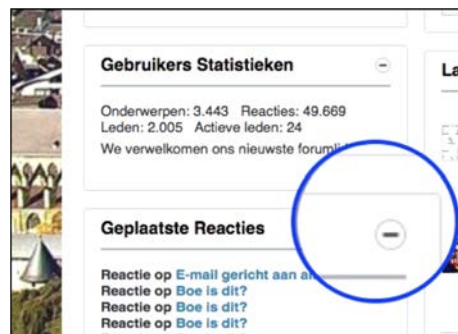 Gebruikers Statistieken
La
Onderwerpen: 3.443 Reacties: 49.669
Leden: 2.005 Actieve leden: 24
We verwelkomen ons nieuwste
Geplaatste Reacties
Reactie op E-mail gericht aan
Reactie op Boe is dit?
Reactie op Boe is dit?
Reactie op Boe is dit?